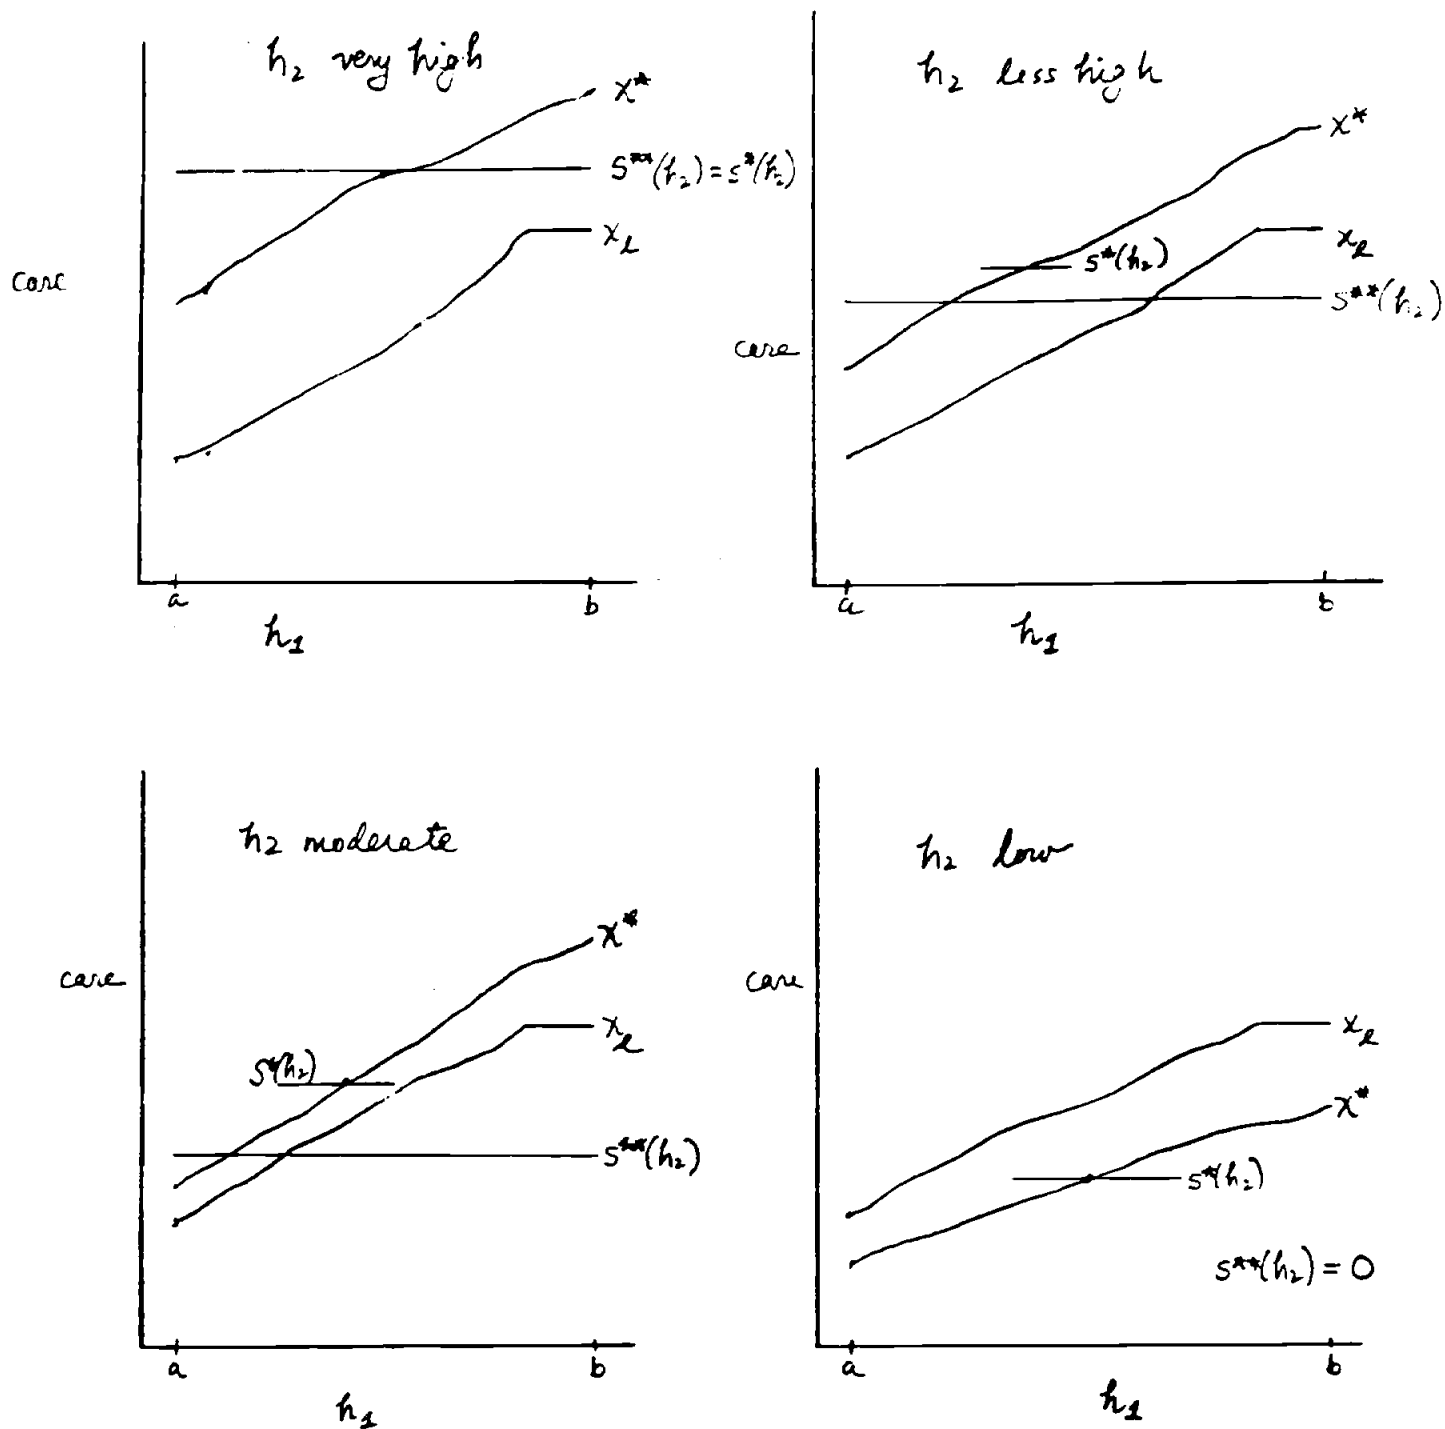 h₂ very high
x*
s**(h₂) = s*(h₂)
x_ℓ
care
a
b
h₁
h₂ less high
x*
s*(h₂)
x_ℓ
s**(h₂)
care
a
b
h₁
h₂ moderate
x*
care
x_ℓ
s*(h₂)
s**(h₂)
a
b
h₁
h₂ low
care
x_ℓ
x*
s*(h₂)
s**(h₂) = 0
a
b
h₁